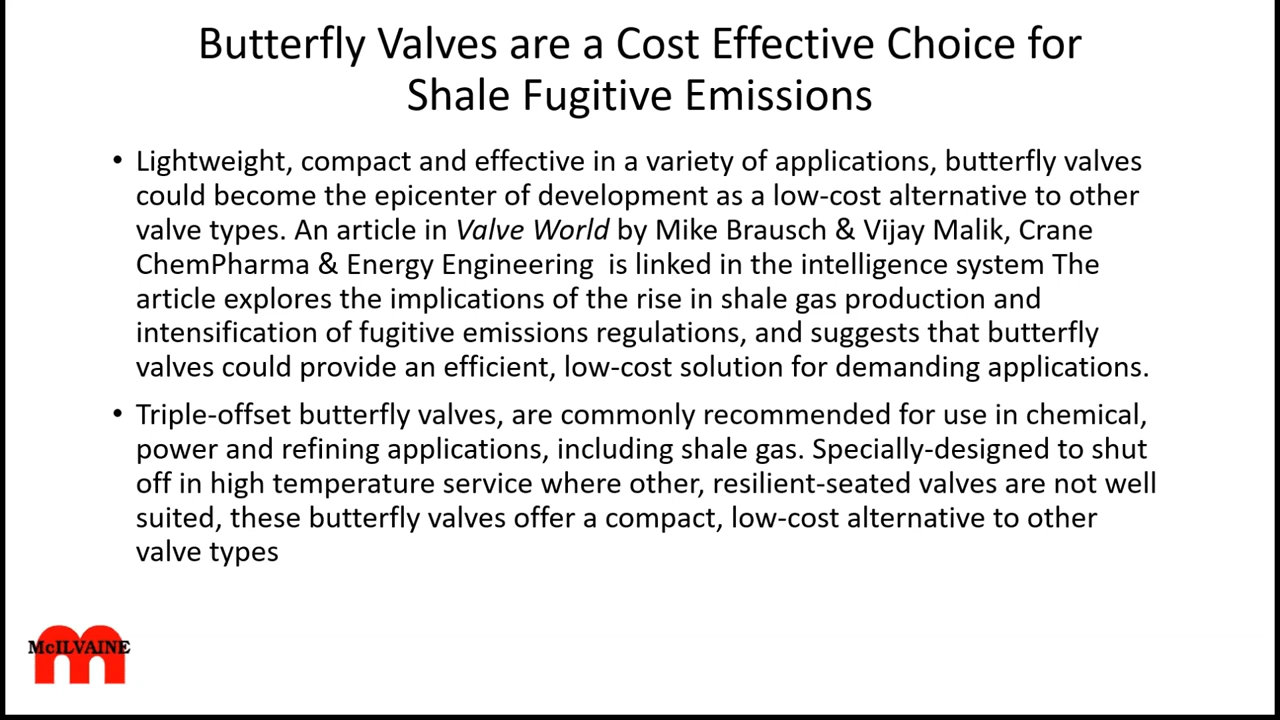 Butterfly Valves are a Cost Effective Choice for
Shale Fugitive Emissions
• Lightweight, compact and effective in a variety of applications, butterfly valves
could become the epicenter of development as a low-cost alternative to other
valve types. An article in Valve World by Mike Brausch & Vijay Malik, Crane
ChemPharma & Energy Engineering  is linked in the intelligence system The
article explores the implications of the rise in shale gas production and
intensification of fugitive emissions regulations, and suggests that butterfly
valves could provide an efficient, low-cost solution for demanding applications.
• Triple-offset butterfly valves, are commonly recommended for use in chemical,
power and refining applications, including shale gas. Specially-designed to shut
off in high temperature service where other, resilient-seated valves are not well
suited, these butterfly valves offer a compact, low-cost alternative to other
valve types
McILVAINE